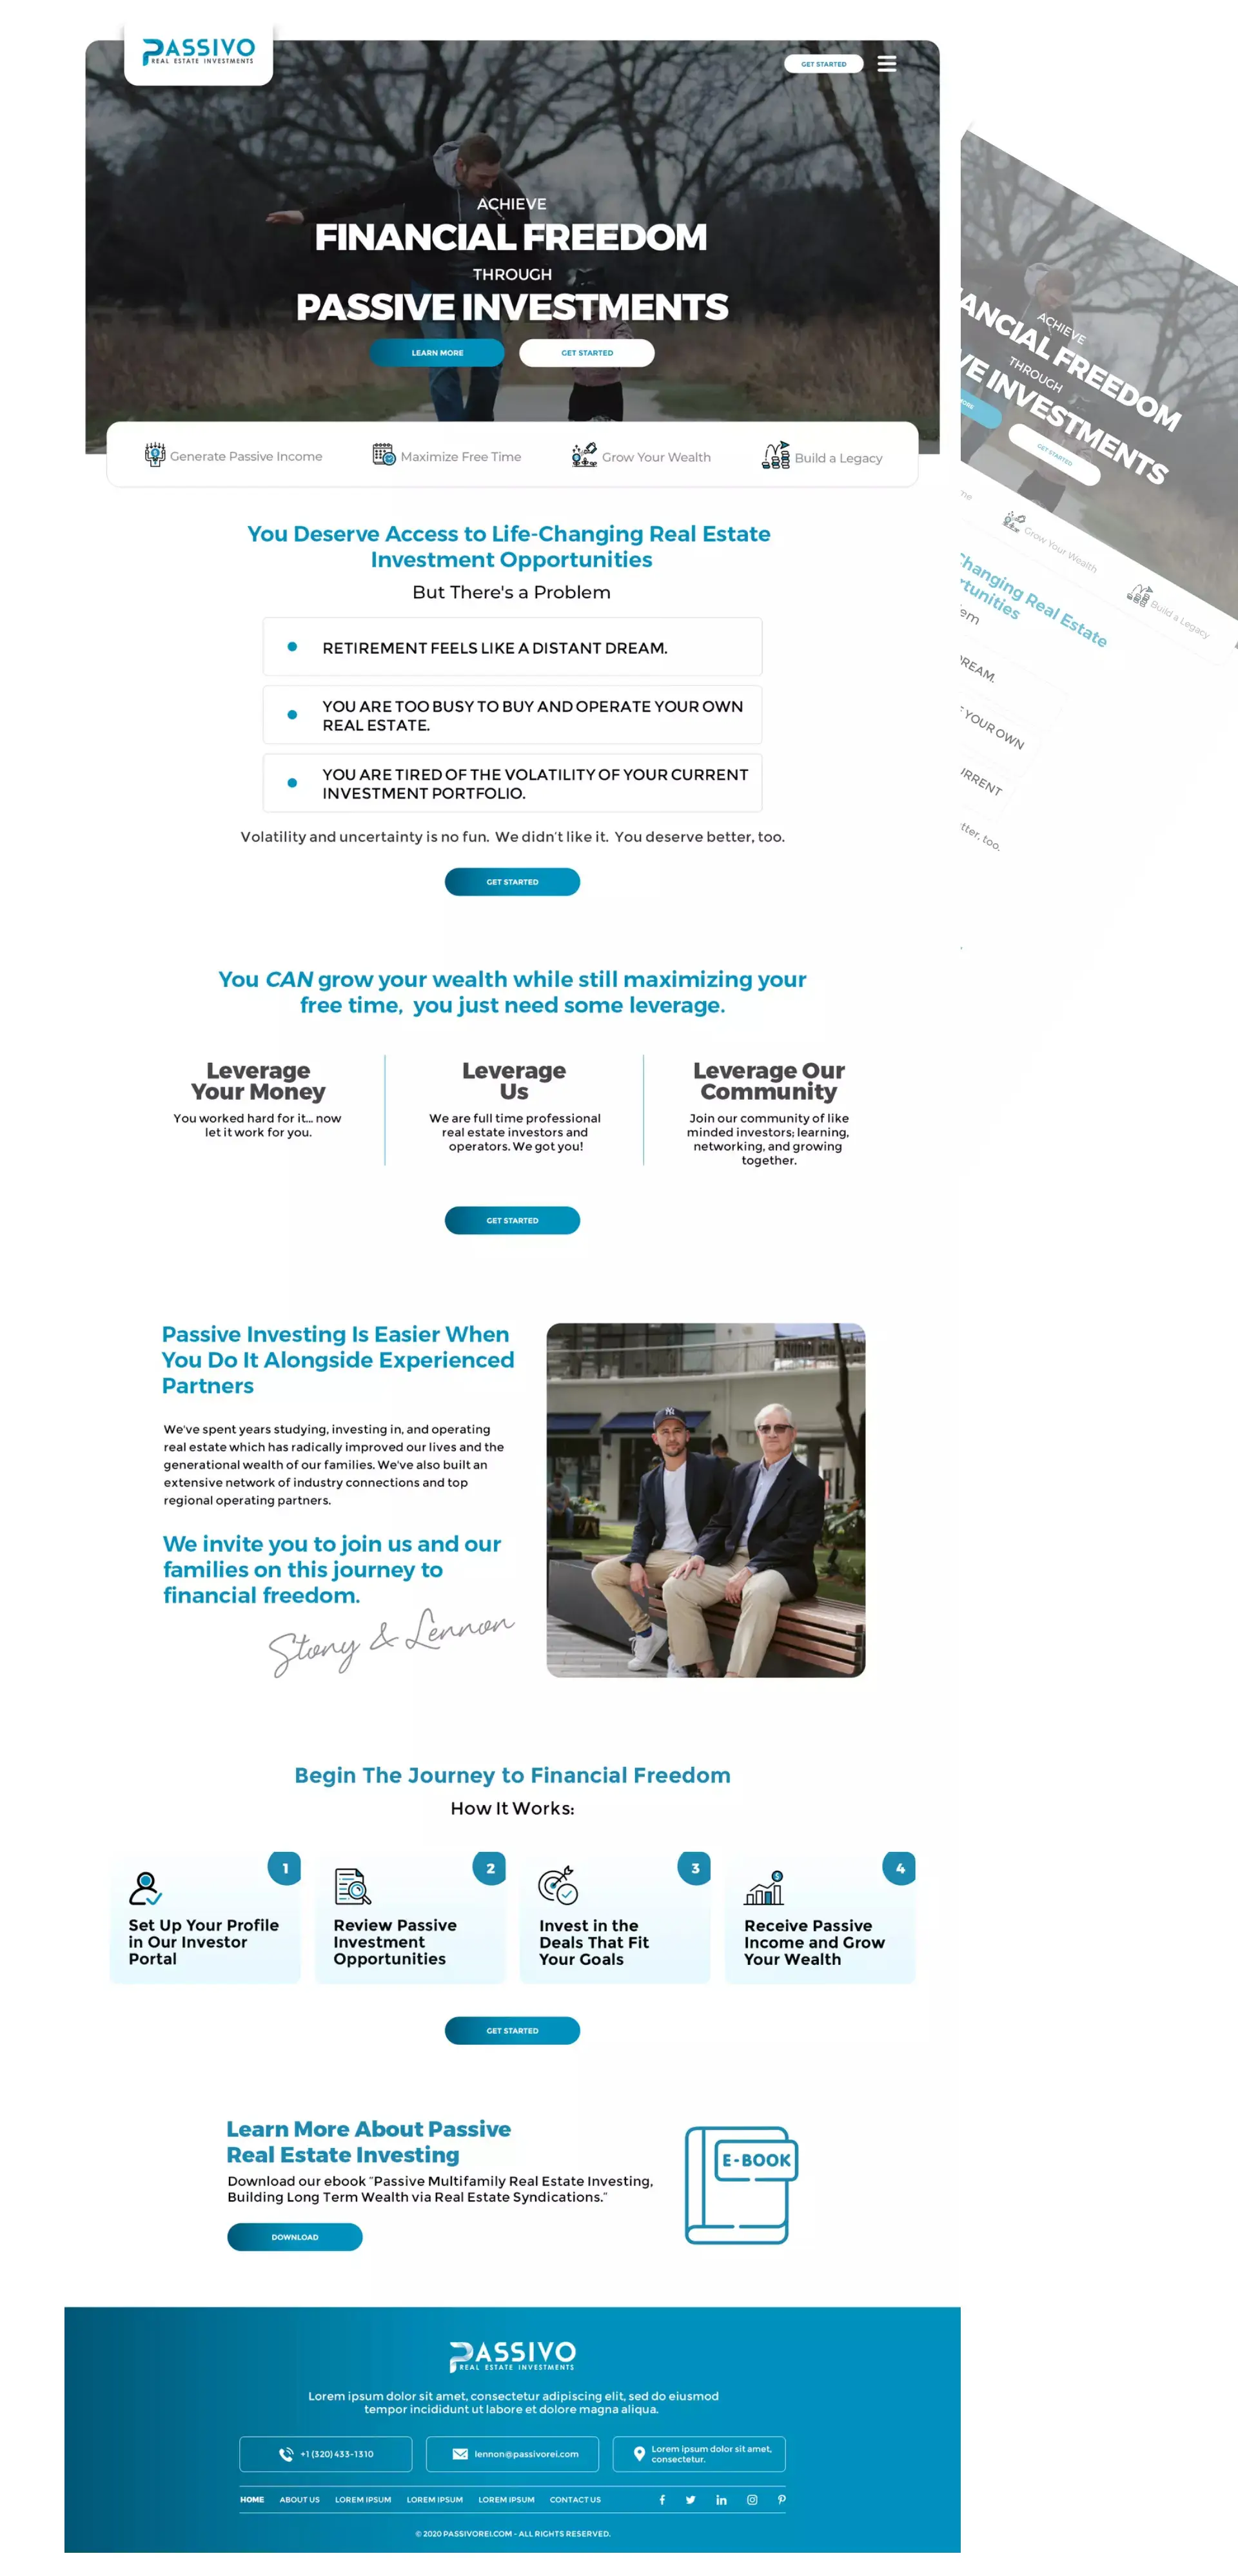 PASSIVO
REAL ESTATE INVESTMENTS
GET STARTED
ACHIEVE
FINANCIAL FREEDOM
THROUGH
PASSIVE INVESTMENTS
LEARN MORE
GET STARTED
Generate Passive Income
Maximize Free Time
Grow Your Wealth
Build a Legacy
You Deserve Access to Life-Changing Real Estate
Investment Opportunities
But There's a Problem
RETIREMENT FEELS LIKE A DISTANT DREAM.
YOU ARE TOO BUSY TO BUY AND OPERATE YOUR OWN
REAL ESTATE.
YOU ARE TIRED OF THE VOLATILITY OF YOUR CURRENT
INVESTMENT PORTFOLIO.
Volatility and uncertainty is no fun. We didn't like it. You deserve better, too.
GET STARTED
You CAN grow your wealth while still maximizing your
free time, you just need some leverage.
Leverage
Your Money
You worked hard for it... now
let it work for you.
Leverage
Us
We are full time professional
real estate investors and
operators. We got you!
Leverage Our
Community
Join our community of like
minded investors; learning,
networking, and growing
together.
GET STARTED
Passive Investing Is Easier When
You Do It Alongside Experienced
Partners
We've spent years studying, investing in, and operating
real estate which has radically improved our lives and the
generational wealth of our families. We've also built an
extensive network of industry connections and top
regional operating partners.
We invite you to join us and our
families on this journey to
financial freedom.
Stony & Lennon
Begin The Journey to Financial Freedom
How It Works:
1
Set Up Your Profile
in Our Investor
Portal
2
Review Passive
Investment
Opportunities
3
Invest in the
Deals That Fit
Your Goals
4
Receive Passive
Income and Grow
Your Wealth
GET STARTED
Learn More About Passive
Real Estate Investing
Download our ebook “Passive Multifamily Real Estate Investing,
Building Long Term Wealth via Real Estate Syndications.”
DOWNLOAD
E-BOOK
PASSIVO
REAL ESTATE INVESTMENTS
Lorem ipsum dolor sit amet, consectetur adipiscing elit, sed do eiusmod
tempor incididunt ut labore et dolore magna aliqua.
+1 (320) 433-1310
lennon@passivorei.com
Lorem ipsum dolor sit amet,
consectetur.
HOME ABOUT US LOREM IPSUM LOREM IPSUM LOREM IPSUM CONTACT US
© 2020 PASSIVOREI.COM - ALL RIGHTS RESERVED.
ACHIEVE
ANCIAL FREEDOM
THROUGH
VE INVESTMENTS
MORE
GET STARTED
me
Grow Your Wealth
Build a Legacy
Changing Real Estate
rtunities
em
DREAM.
F YOUR OWN
URRENT
tter, too.